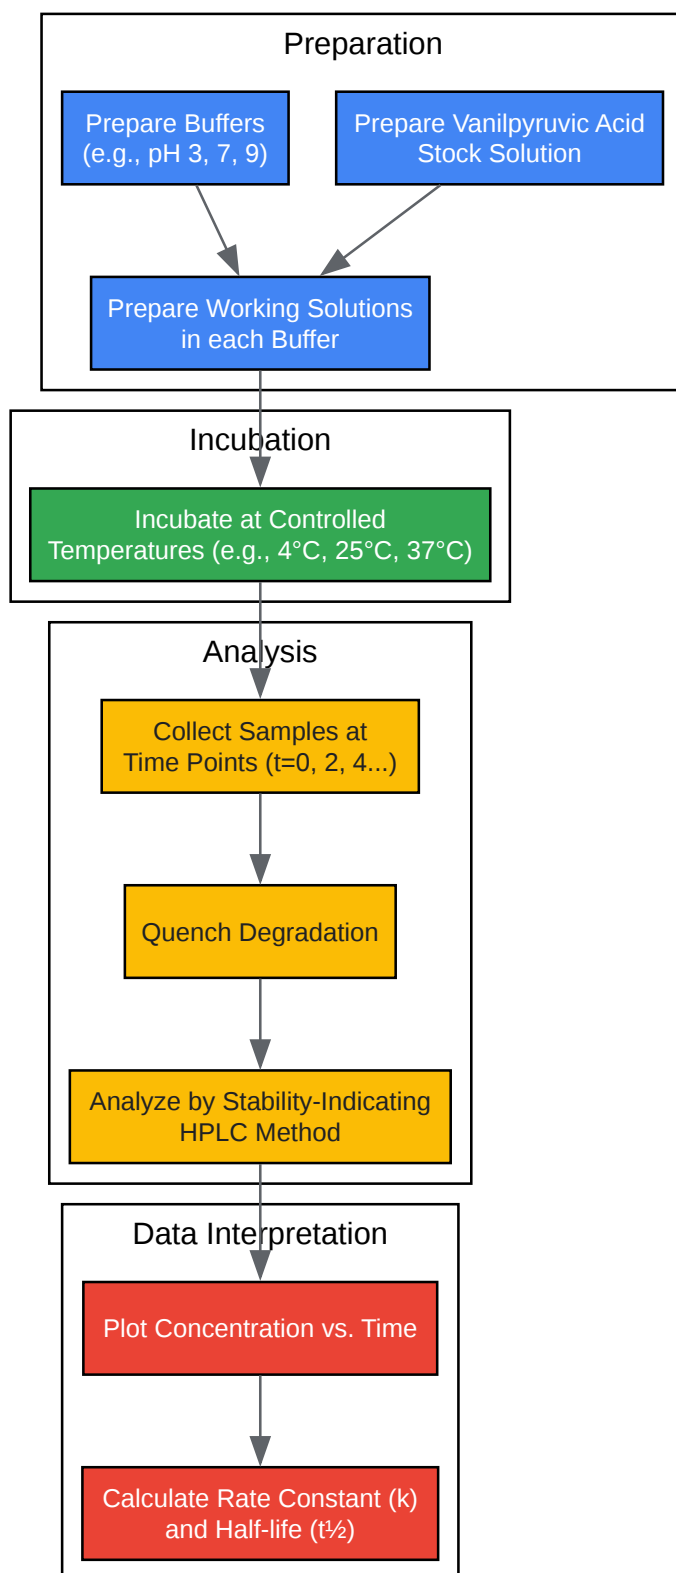 Preparation
Prepare Buffers
(e.g., pH 3, 7, 9)
Prepare Vanilpyruvic Acid
Stock Solution
Prepare Working Solutions
in each Buffer
Incubation
Incubate at Controlled
Temperatures (e.g., 4°C, 25°C, 37°C)
Analysis
Collect Samples at
Time Points (t=0, 2, 4...)
Quench Degradation
Analyze by Stability-Indicating
HPLC Method
Data Interpretation
Plot Concentration vs. Time
Calculate Rate Constant (k)
and Half-life (t½)